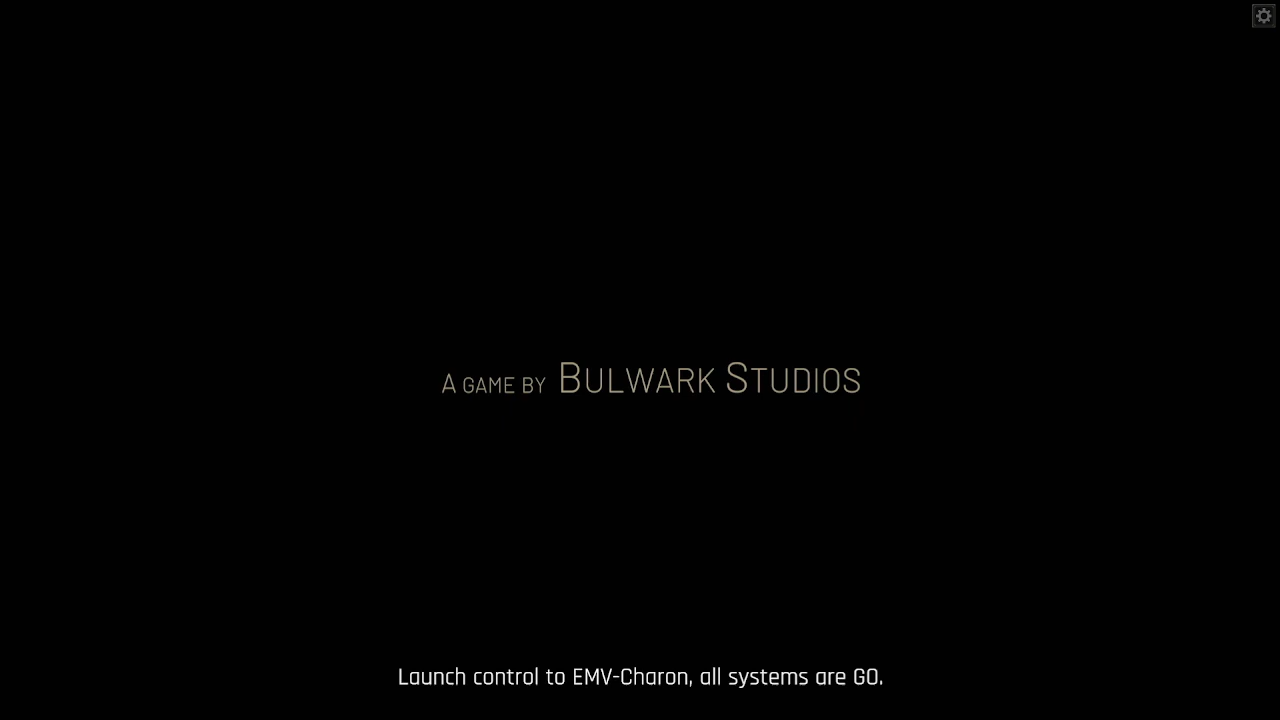 A GAME BY BULWARK STUDIOS
Launch control to EMV-Charon, all systems are GO.